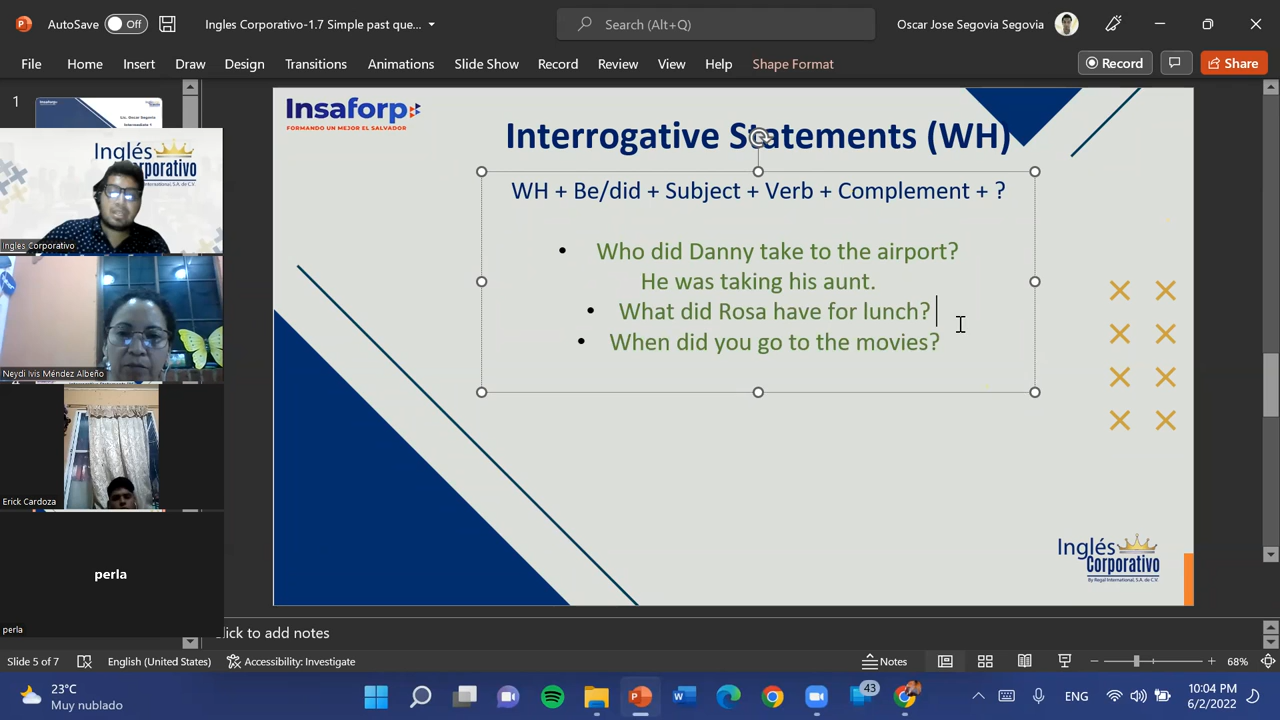 AutoSave
Off
Ingles Corporativo-1.7 Simple past que...
Search (Alt+Q)
Oscar Jose Segovia Segovia
File
Home
Insert
Draw
Design
Transitions
Animations
Slide Show
Record
Review
View
Help
Shape Format
Record
Share
1
Inglés
Corporativo
Ingles Corporativo
Neydi Ivis Méndez Albeño
Erick Cardoza
perla
perla
Insaforp
FORMANDO UN MEJOR EL SALVADOR
Interrogative Statements (WH)
WH + Be/did + Subject + Verb + Complement + ?
• Who did Danny take to the airport?
He was taking his aunt.
• What did Rosa have for lunch?
• When did you go to the movies?
Inglés
Corporativo
By Regal International, S.A. de C.V.
Click to add notes
Slide 5 of 7
English (United States)
Accessibility: Investigate
Notes
68%
23°C
Muy nublado
43
ENG
10:04 PM
6/2/2022